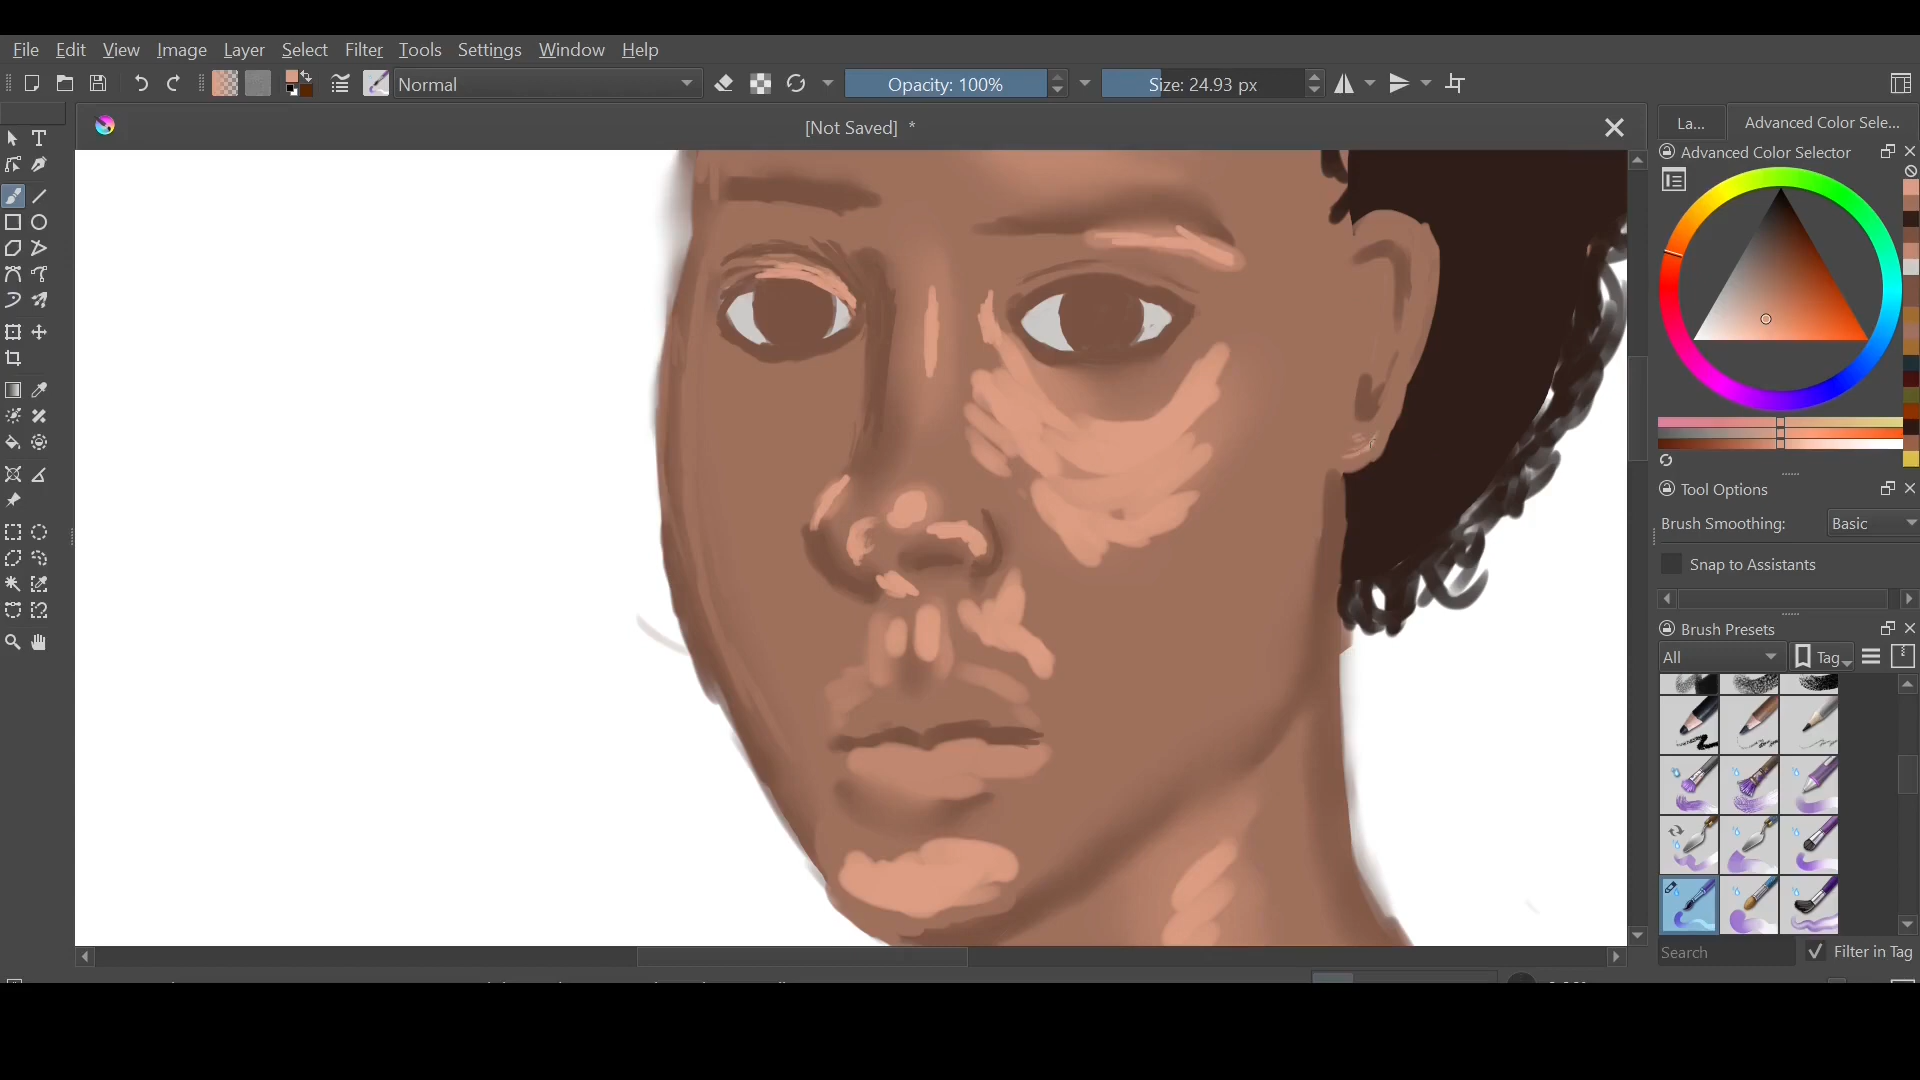 File Edit View Image Layer Select Filter Tools Settings Window Help
Normal Opacity: 100% Size: 24.93 px
[Not Saved] *
La... Advanced Color Sele...
Advanced Color Selector
Tool Options
Brush Smoothing: Basic
Snap to Assistants
Brush Presets
All Tag
Search Filter in Tag